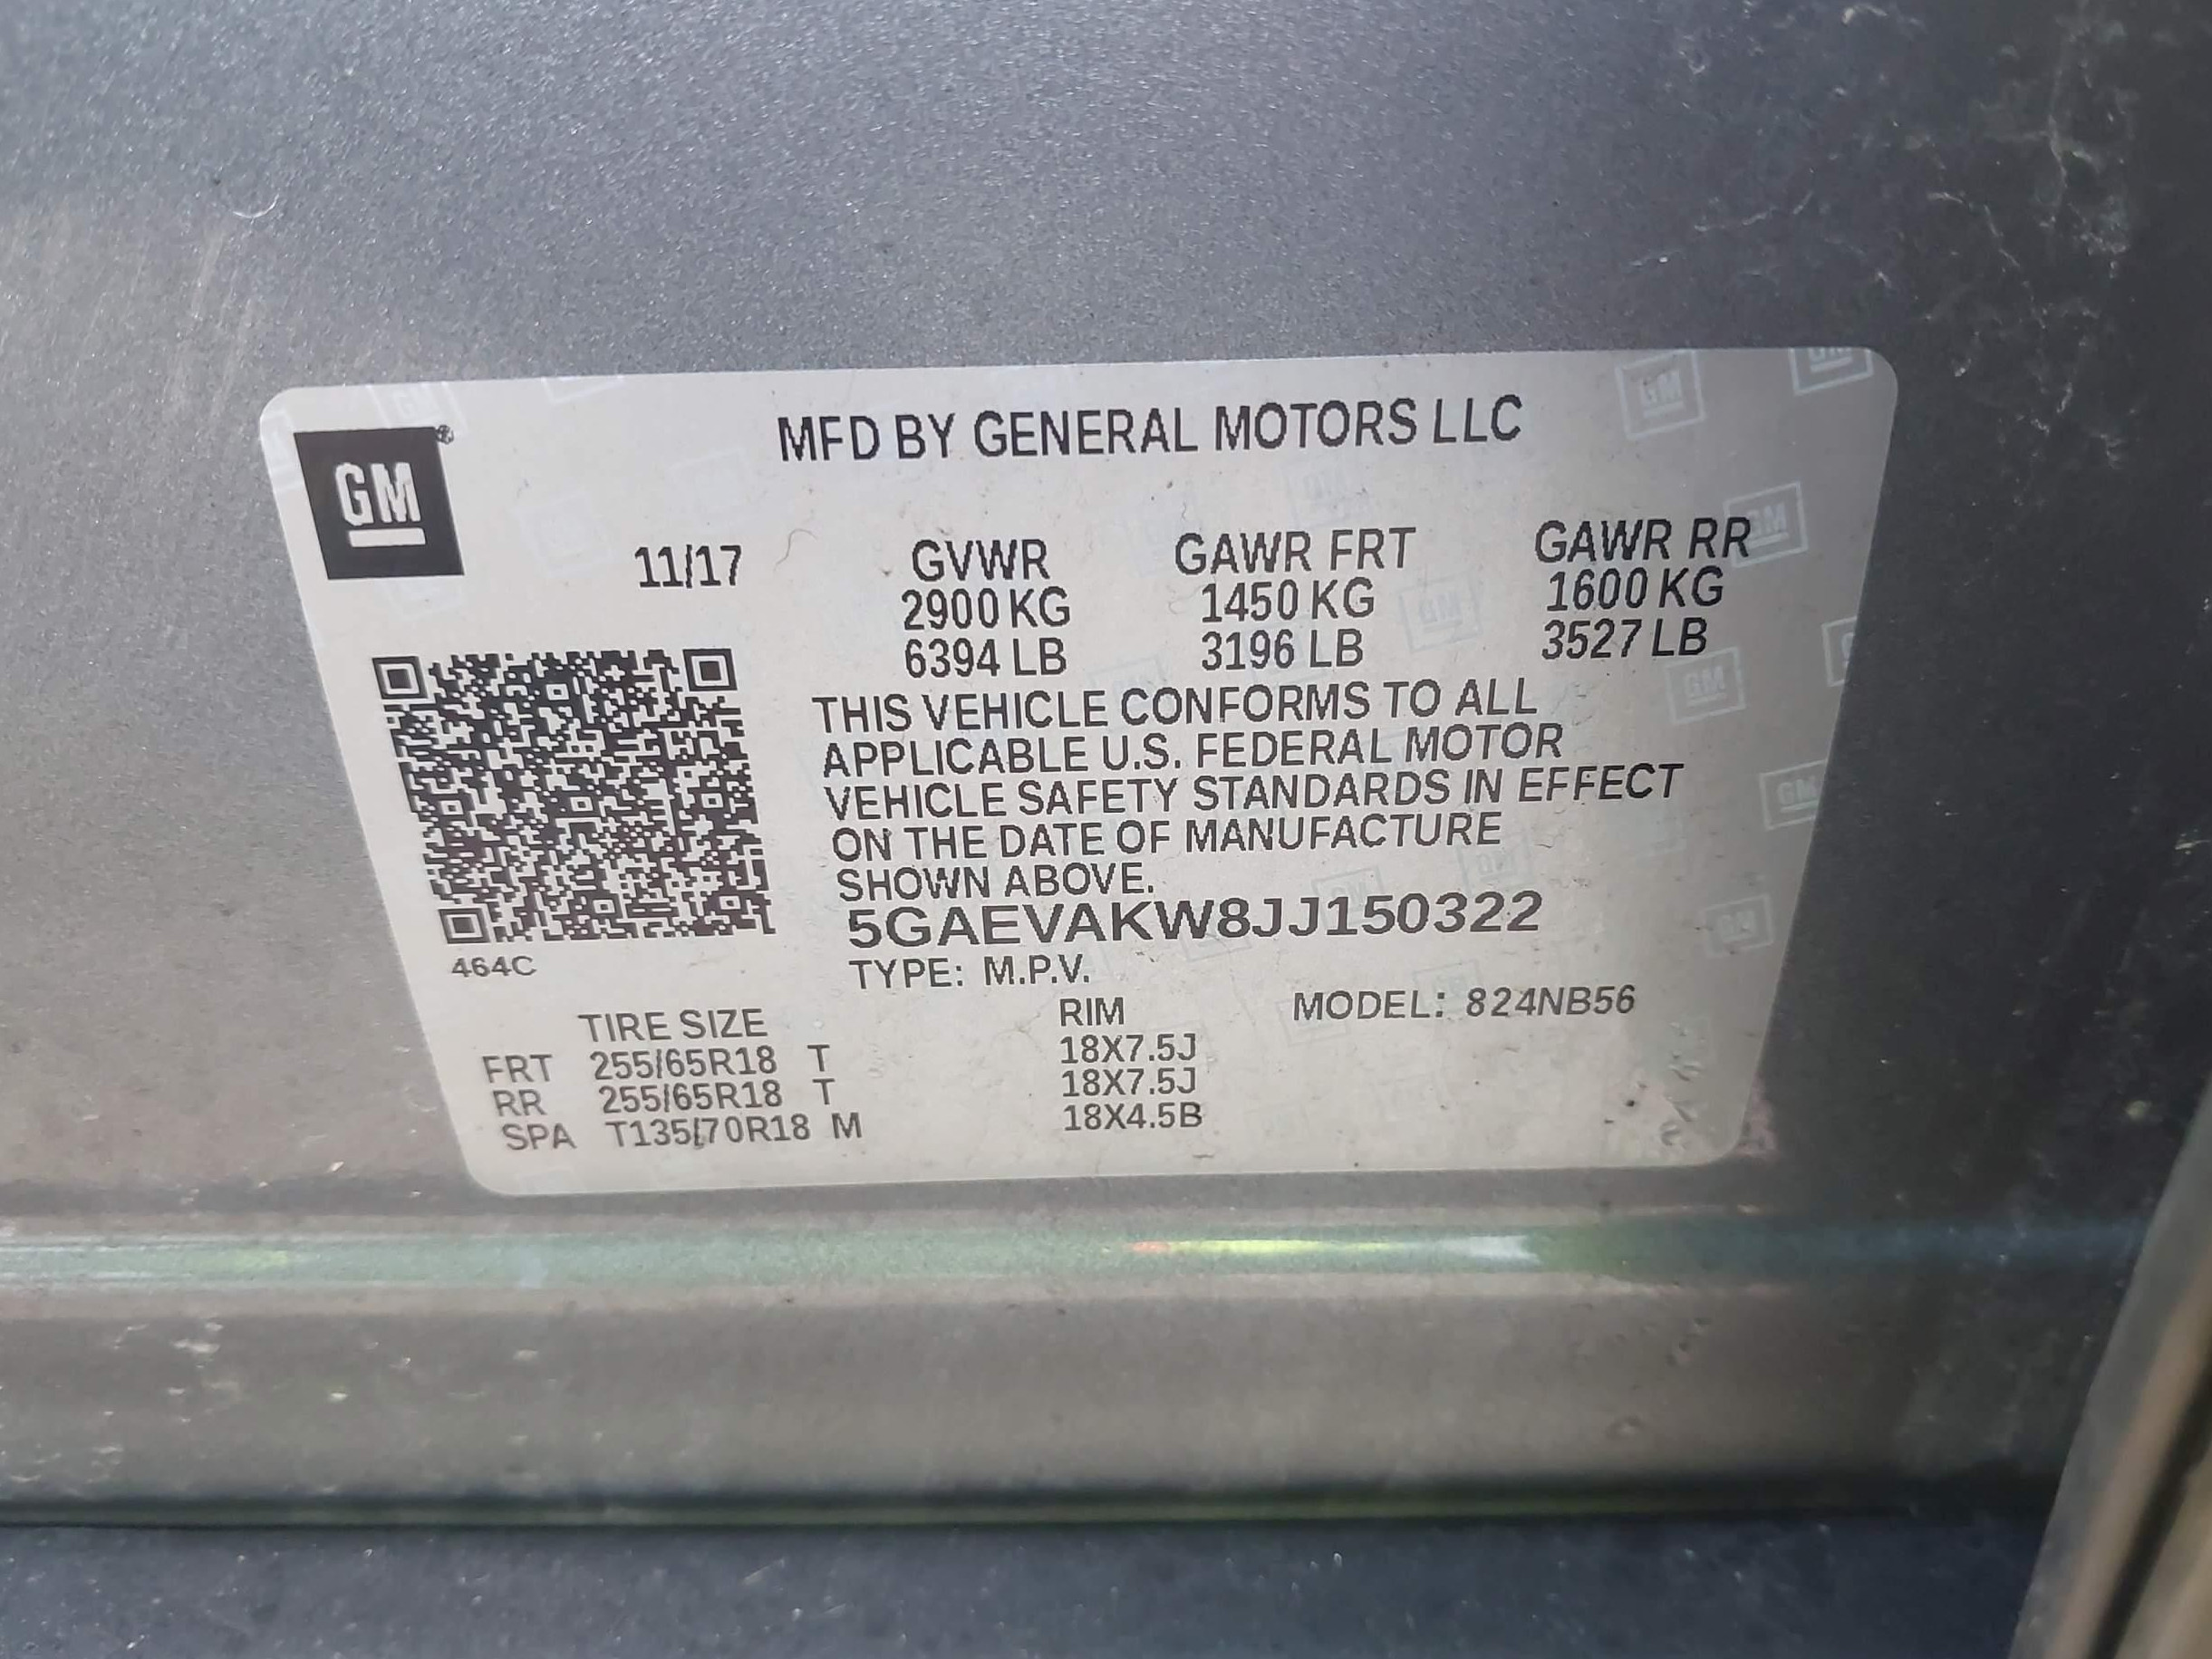 GM®
MFD BY GENERAL MOTORS LLC
11/17
GVWR GAWR FRT GAWR RR
2900 KG 1450 KG 1600 KG
6394 LB 3196 LB 3527 LB
THIS VEHICLE CONFORMS TO ALL
APPLICABLE U.S. FEDERAL MOTOR
VEHICLE SAFETY STANDARDS IN EFFECT
ON THE DATE OF MANUFACTURE
SHOWN ABOVE.
5GAEVAKW8JJ150322
464C
TYPE: M.P.V.
TIRE SIZE RIM MODEL: 824NB56
FRT 255/65R18 T 18X7.5J
RR 255/65R18 T 18X7.5J
SPA T135/70R18 M 18X4.5B